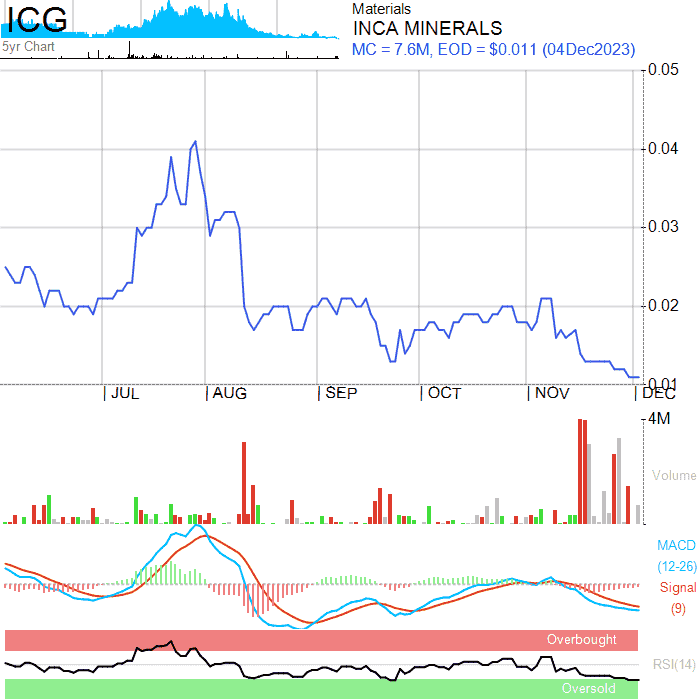 ICG
5yr Chart
Materials
INCA MINERALS
MC = 7.6M, EOD = $0.011 (04Dec2023)
0.05
0.04
0.03
0.02
0.01
JUL AUG SEP OCT NOV DEC
4M
Volume
MACD
(12-26)
Signal
(9)
Overbought
RSI(14)
Oversold